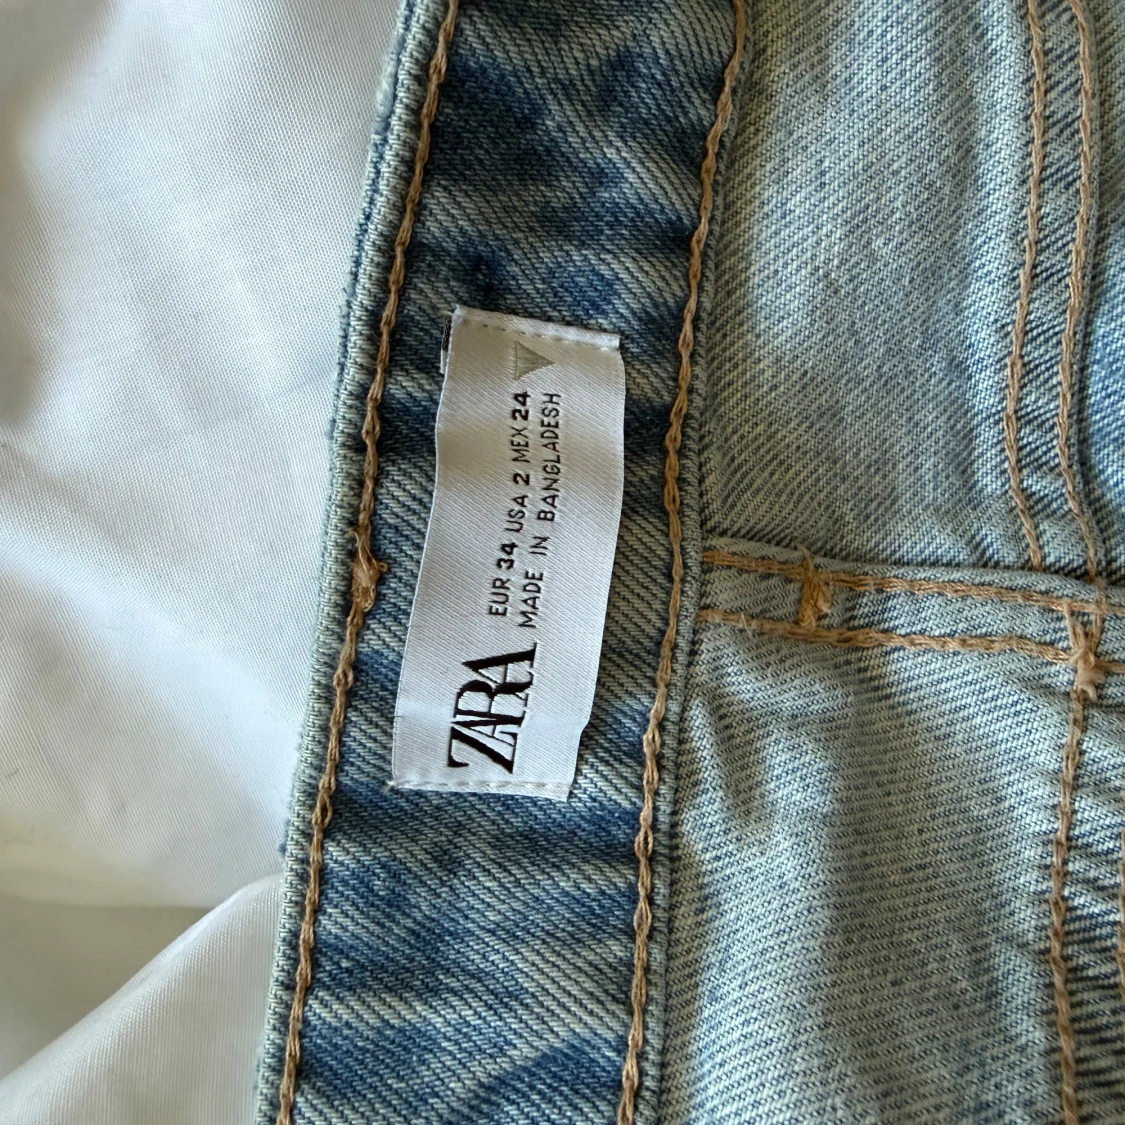 ZARA
EUR 34 USA 2 MEX 24
MADE IN BANGLADESH